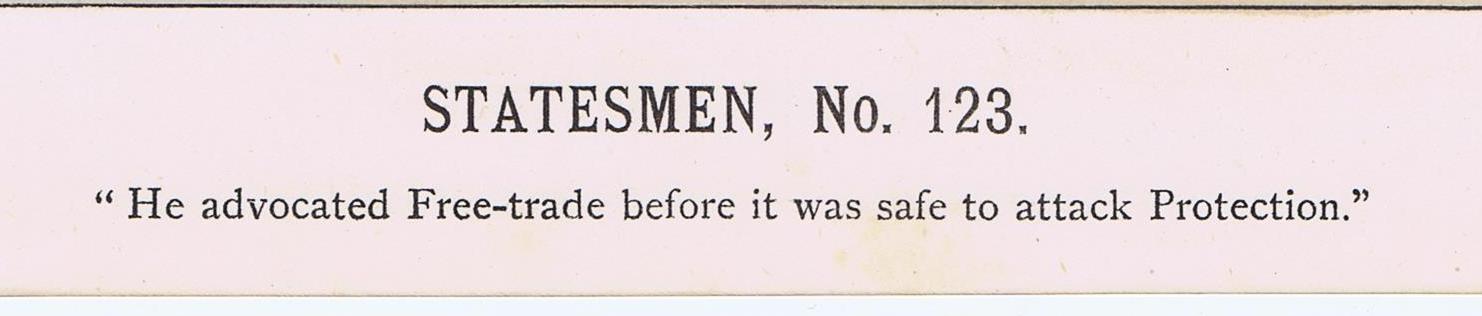 STATESMEN, No. 123.
“ He advocated Free-trade before it was safe to attack Protection.”